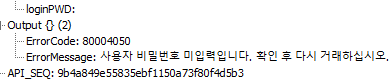 loginPWD:
Output {} (2)
ErrorCode: 80004050
ErrorMessage: 사용자 비밀번호 미입력입니다. 확인 후 다시 거래하십시오.
API_SEQ: 9b4a849e55835ebf1150a73f80f4d5b3